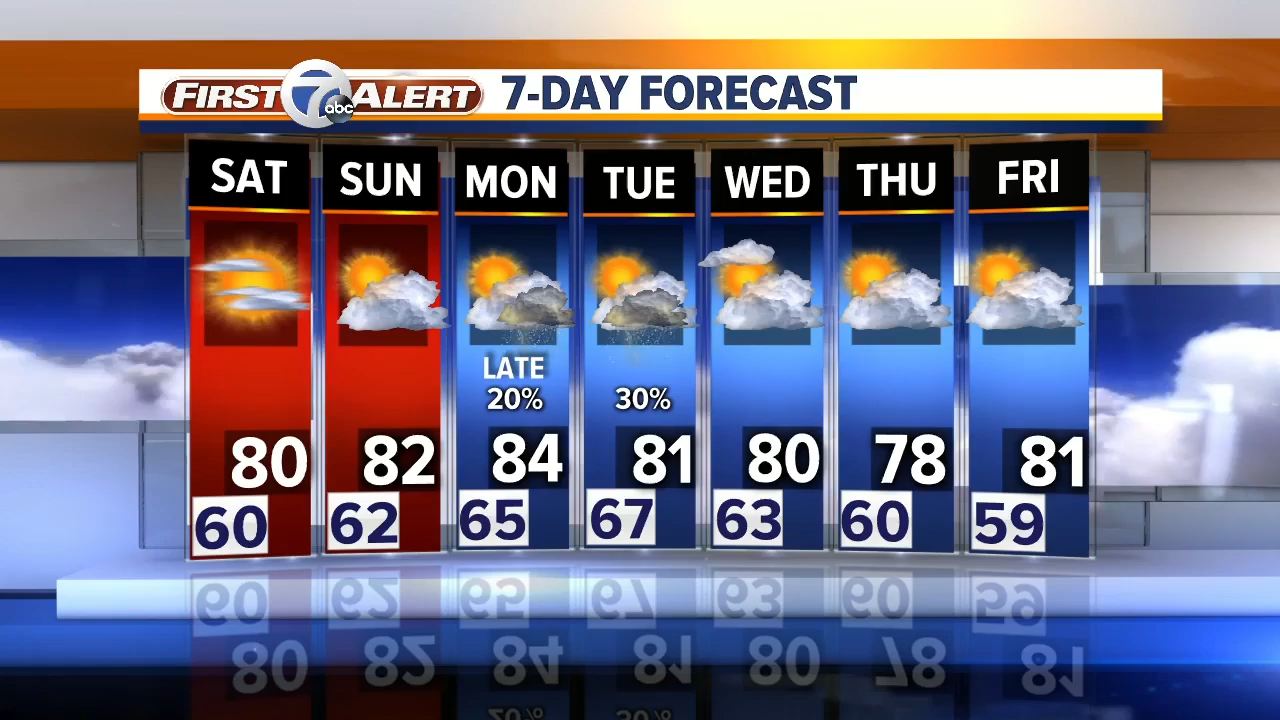 FIRST 7 abc ALERT 7-DAY FORECAST
SAT SUN MON TUE WED THU FRI
LATE
20% 30%
80 82 84 81 80 78 81
60 62 65 67 63 60 59